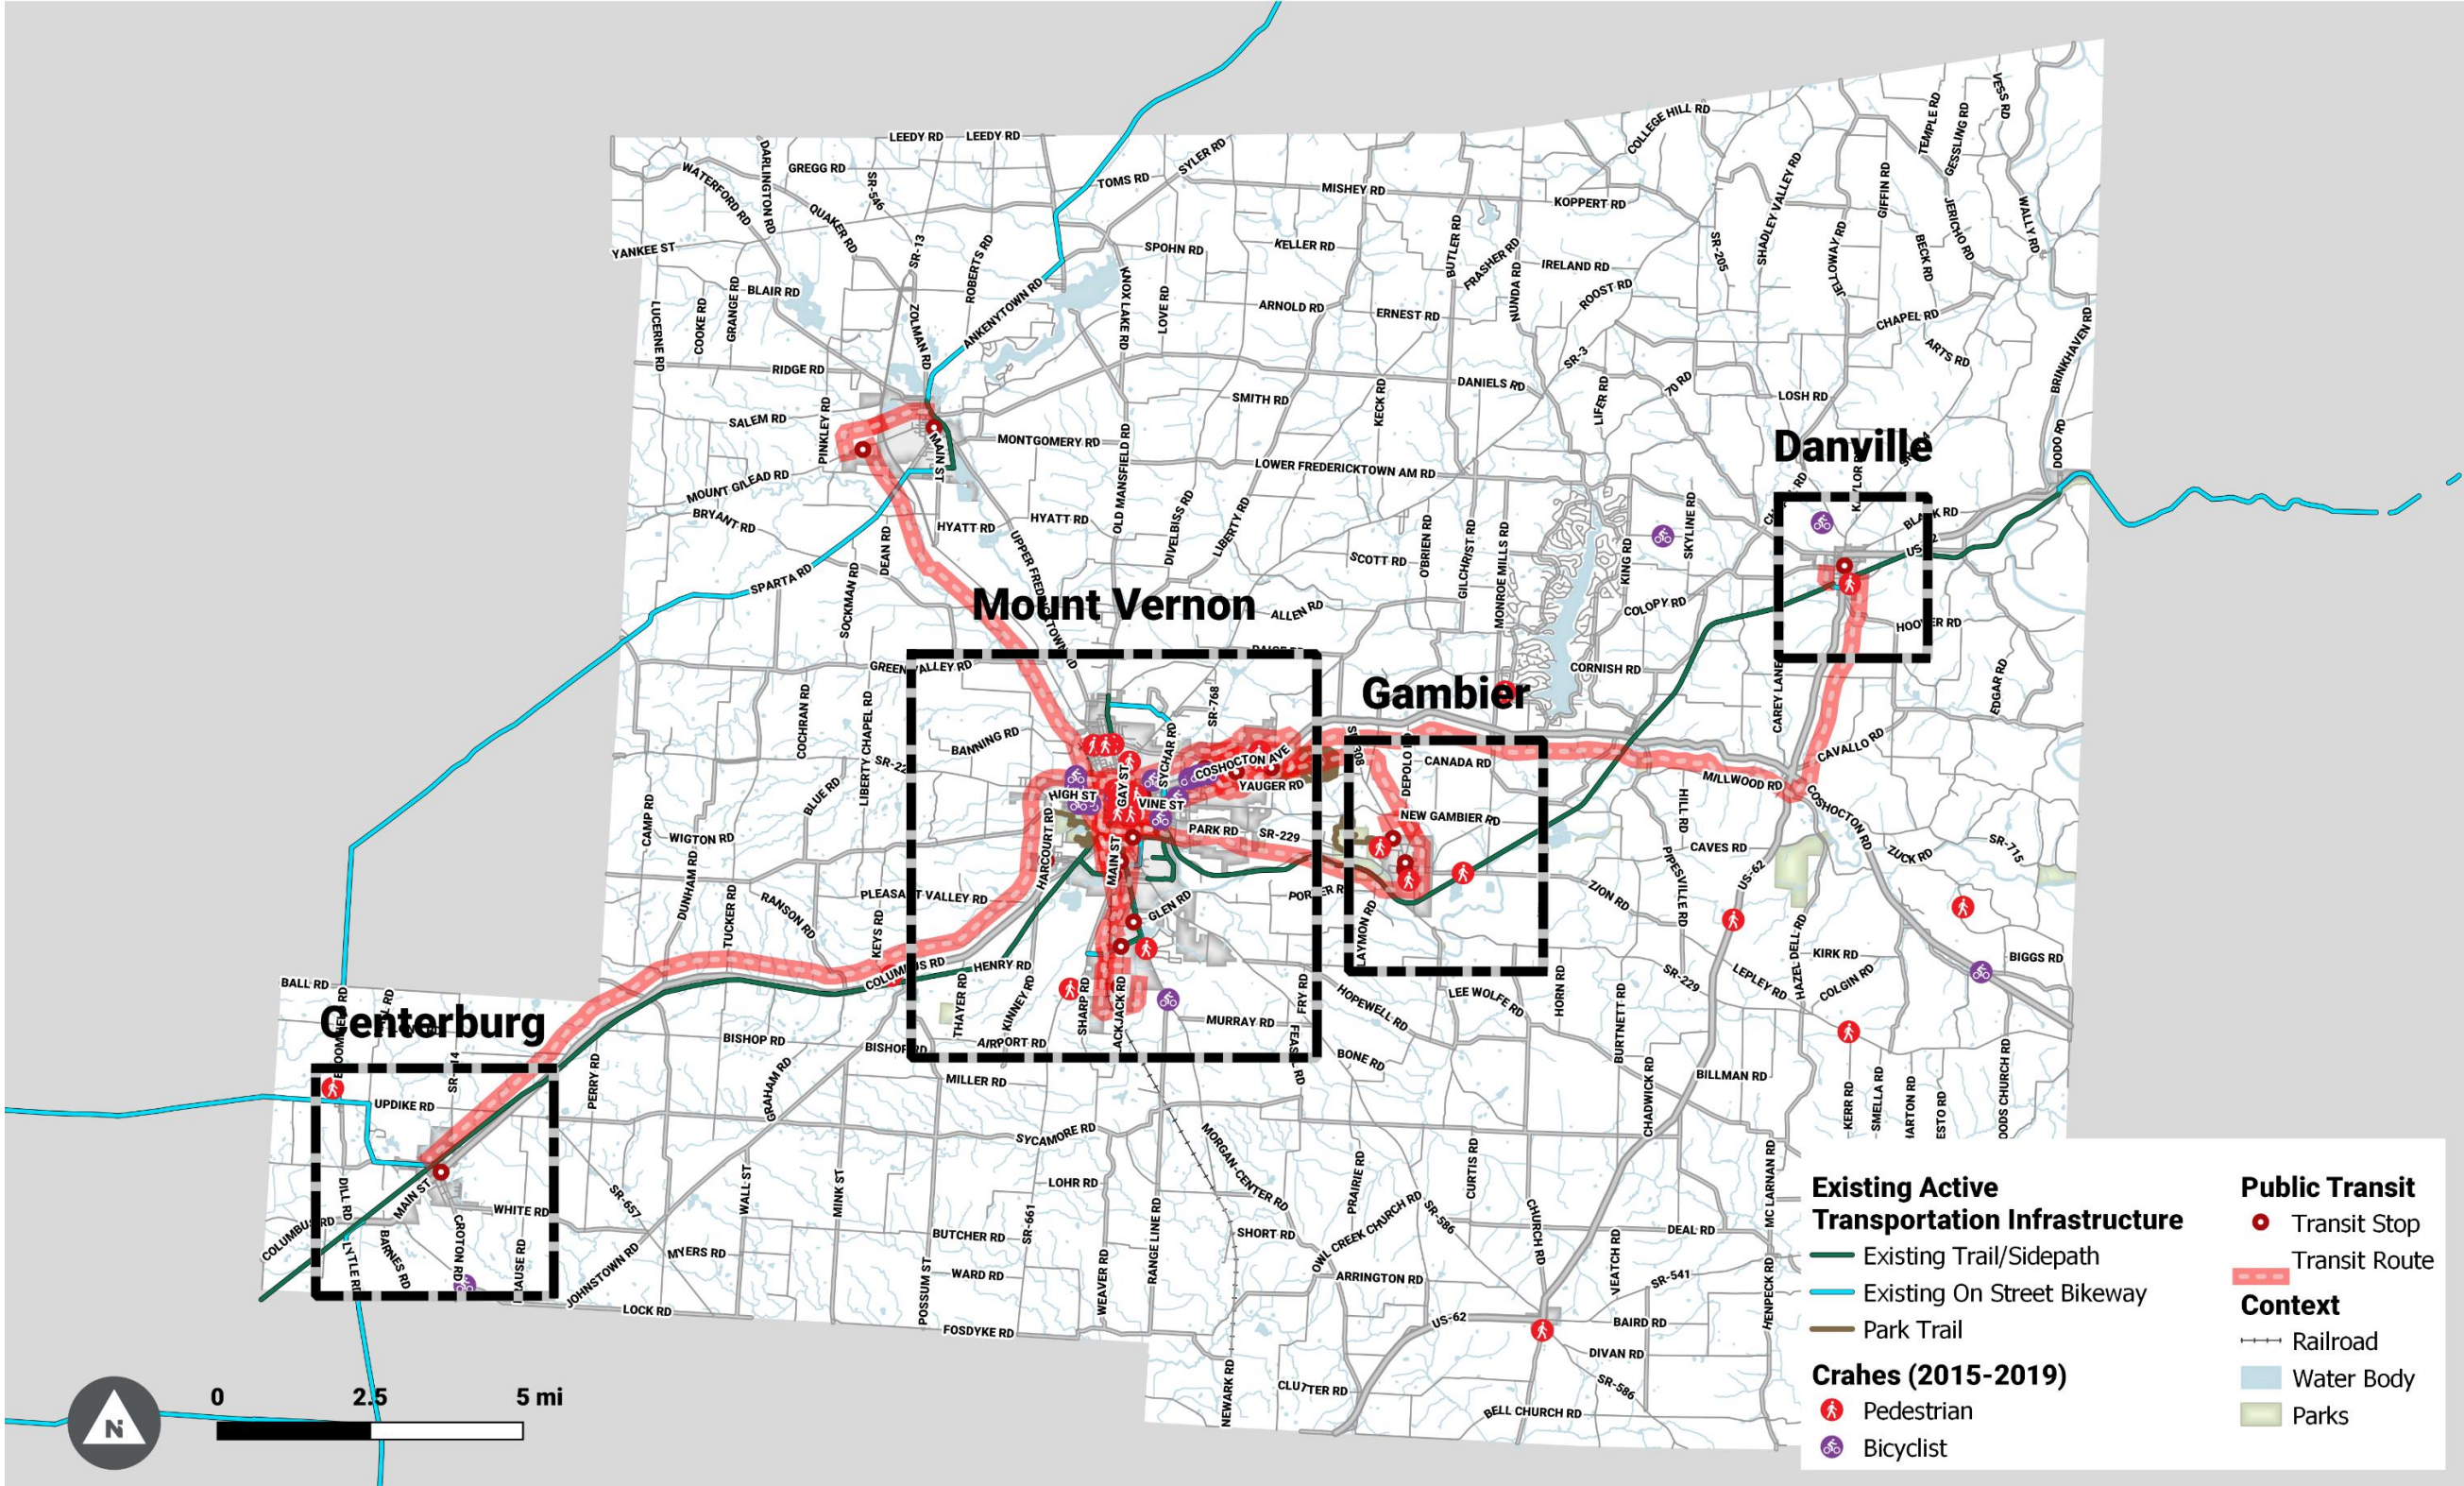 LEEDY RD
LEEDY RD
COLLEGE HILL RD
VESS RD
TEMPLE RD
GESSLING RD
DARLINGTON RD
GREGG RD
SR-546
WATERFORD RD
TOMS RD
SYLER RD
MISHEY RD
KOPPERT RD
SHADLEY VALLEY RD
GIFFIN RD
JERICHO RD
WALLY RD
QUAKER RD
YANKEE ST
SR-13
ROBERTS RD
SPOHN RD
KELLER RD
BUTLER RD
FRASHER RD
IRELAND RD
SR-205
JELLOWAY RD
BECK RD
BLAIR RD
GRANGE RD
COOKE RD
LUCERNE RD
ZOLMAN RD
ANKENYTOWN RD
KNOX LAKE RD
LOVE RD
ARNOLD RD
ERNEST RD
NUNDA RD
ROOST RD
CHAPEL RD
ARTS RD
BRINKHAVEN RD
RIDGE RD
SR-3
SALEM RD
PINKLEY RD
SMITH RD
KECK RD
DANIELS RD
LIFER RD
70 RD
LOSH RD
MAIN ST
MONTGOMERY RD
OLD MANSFIELD RD
LOWER FREDERICKTOWN AM RD
Danville
DODO RD
MOUNT GILEAD RD
BRYANT RD
HYATT RD
HYATT RD
DIVELBISS RD
LIBERTY RD
SCOTT RD
O'BRIEN RD
GILCHRIST RD
MONROE MILLS RD
KING RD
SKYLINE RD
BLACK RD
DEAN RD
SPARTA RD
SOCKMAN RD
Mount Vernon
ALLEN RD
COLOPY RD
HOOVER RD
GREEN VALLEY RD
Gambier
CORNISH RD
CAREY LANE
EDGAR RD
COCHRAN RD
LIBERTY CHAPEL RD
BANNING RD
SR-768
SYCHAR RD
COSHOCTON AVE
CANADA RD
CAVALLO RD
MILLWOOD RD
CAMP RD
BLUE RD
HIGH ST
GAY ST
VINE ST
YAUGER RD
NEW GAMBIER RD
HILL RD
COSHOCTON RD
WIGTON RD
HARCOURT RD
MAIN ST
PARK RD
SR-229
CAVES RD
ZUCK RD
SR-715
DUNHAM RD
TUCKER RD
RANSON RD
PLEASANT VALLEY RD
KEYS RD
GLEN RD
LAYMON RD
ZION RD
PIPESVILLE RD
US-62
COLUMBUS RD
HENRY RD
THAYER RD
KINNEY RD
SHARP RD
FRY RD
HOPEWELL RD
LEE WOLFE RD
HORN RD
SR-229
LEPLEY RD
HAZEL DELL RD
KIRK RD
COLGIN RD
BIGGS RD
BALL RD
Centerburg
BISHOP RD
AIRPORT RD
MURRAY RD
BONE RD
BURTNETT RD
CHADWICK RD
BILLMAN RD
KERR RD
SMELLA RD
UPDIKE RD
PERRY RD
GRAHAM RD
MILLER RD
SYCAMORE RD
MORGAN-CENTER RD
DILL RD
MAIN ST
WHITE RD
SR-657
WALL ST
MINK ST
LOHR RD
PRAIRIE RD
CURTIS RD
MC LARNAN RD
COLUMBUS RD
LYTLE RD
BARNES RD
CROTON RD
JOHNSTOWN RD
MYERS RD
BUTCHER RD
SR-661
RANGE LINE RD
SHORT RD
OWL CREEK CHURCH RD
SR-586
CHURCH RD
VEATCH RD
DEAL RD
WARD RD
POSSUM ST
WEAVER RD
ARRINGTON RD
SR-541
HENPECK RD
LOCK RD
FOSDYKE RD
US-62
BAIRD RD
DIVAN RD
NEWARK RD
CLUTTER RD
SR-586
BELL CHURCH RD
N
0 2.5 5 mi
Existing Active
Transportation Infrastructure
Existing Trail/Sidepath
Existing On Street Bikeway
Park Trail
Crahes (2015-2019)
Pedestrian
Bicyclist
Public Transit
Transit Stop
Transit Route
Context
Railroad
Water Body
Parks